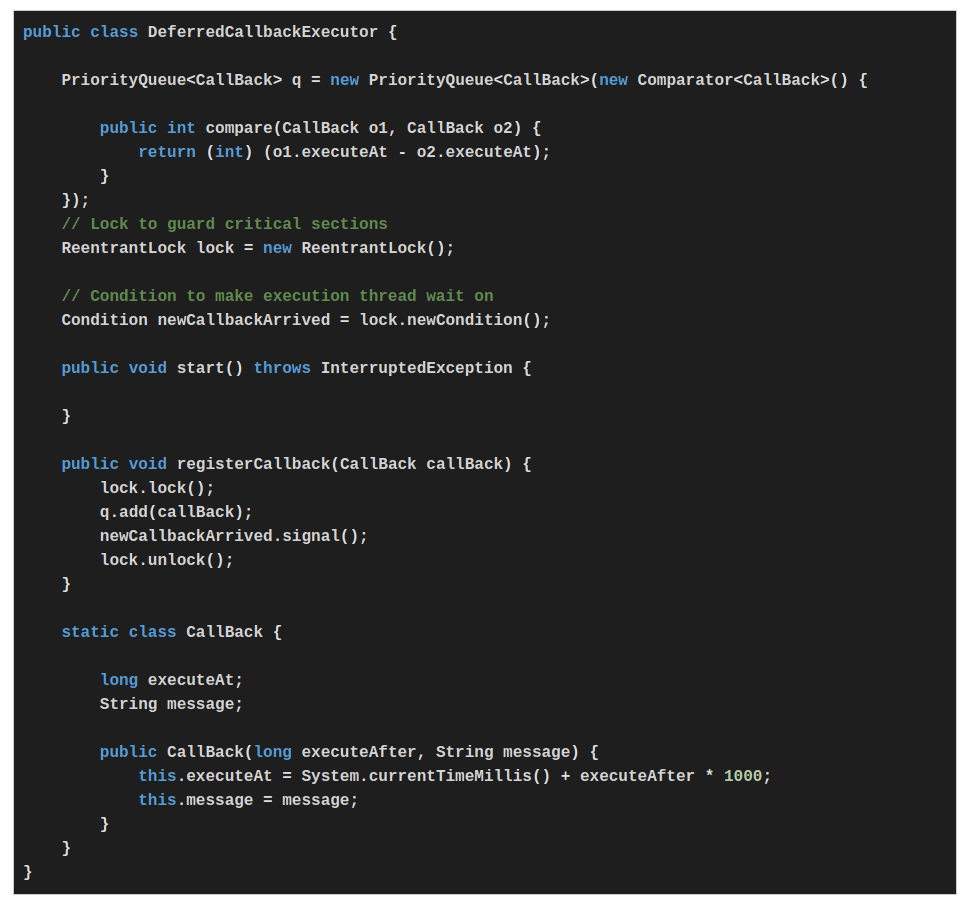 public class DeferredCallbackExecutor {
PriorityQueue<CallBack> q = new PriorityQueue<CallBack>(new Comparator<CallBack>() {
public int compare(CallBack o1, CallBack o2) {
return (int) (o1.executeAt - o2.executeAt);
}
});
// Lock to guard critical sections
ReentrantLock lock = new ReentrantLock();
// Condition to make execution thread wait on
Condition newCallbackArrived = lock.newCondition();
public void start() throws InterruptedException {
}
public void registerCallback(CallBack callBack) {
lock.lock();
q.add(callBack);
newCallbackArrived.signal();
lock.unlock();
}
static class CallBack {
long executeAt;
String message;
public CallBack(long executeAfter, String message) {
this.executeAt = System.currentTimeMillis() + executeAfter * 1000;
this.message = message;
}
}
}